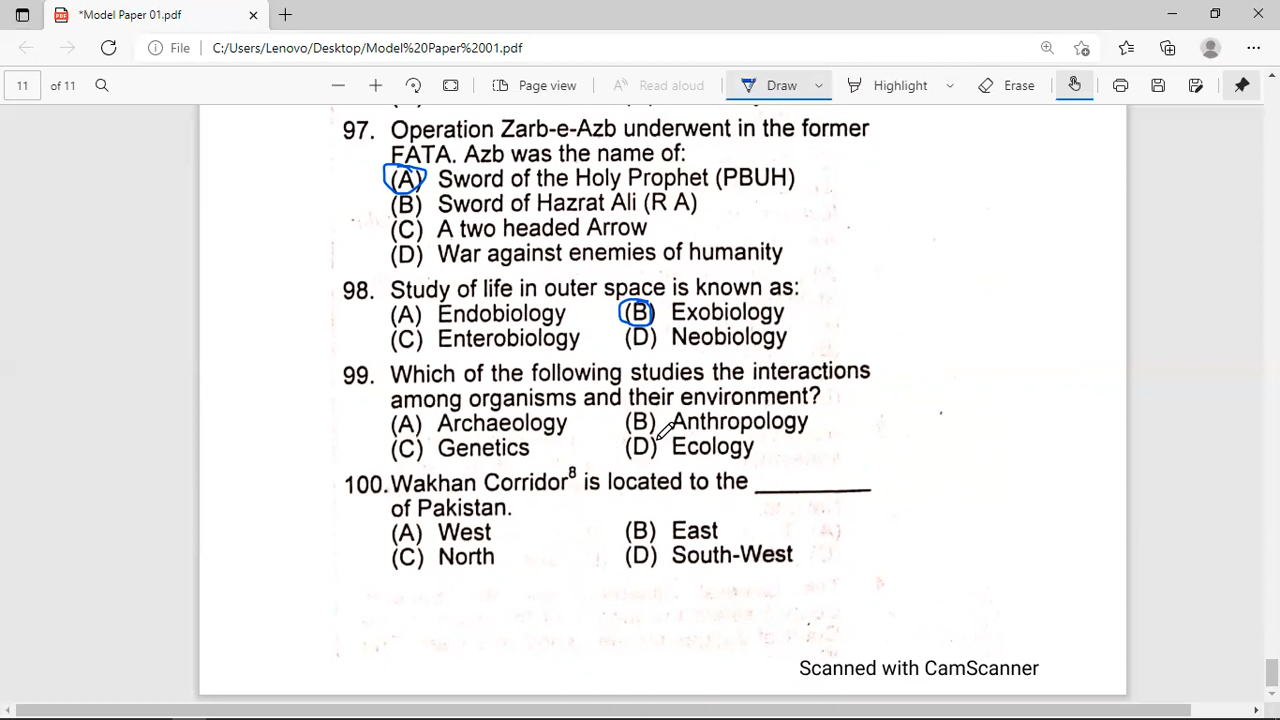 *Model Paper 01.pdf
File C:/Users/Lenovo/Desktop/Model%20Paper%2001.pdf
11 of 11 Page view Read aloud Draw Highlight Erase
97. Operation Zarb-e-Azb underwent in the former
FATA. Azb was the name of:
(A) Sword of the Holy Prophet (PBUH)
(B) Sword of Hazrat Ali (R A)
(C) A two headed Arrow
(D) War against enemies of humanity
98. Study of life in outer space is known as:
(A) Endobiology (B) Exobiology
(C) Enterobiology (D) Neobiology
99. Which of the following studies the interactions
among organisms and their environment?
(A) Archaeology (B) Anthropology
(C) Genetics (D) Ecology
100. Wakhan Corridor⁸ is located to the ________
of Pakistan.
(A) West (B) East
(C) North (D) South-West
Scanned with CamScanner